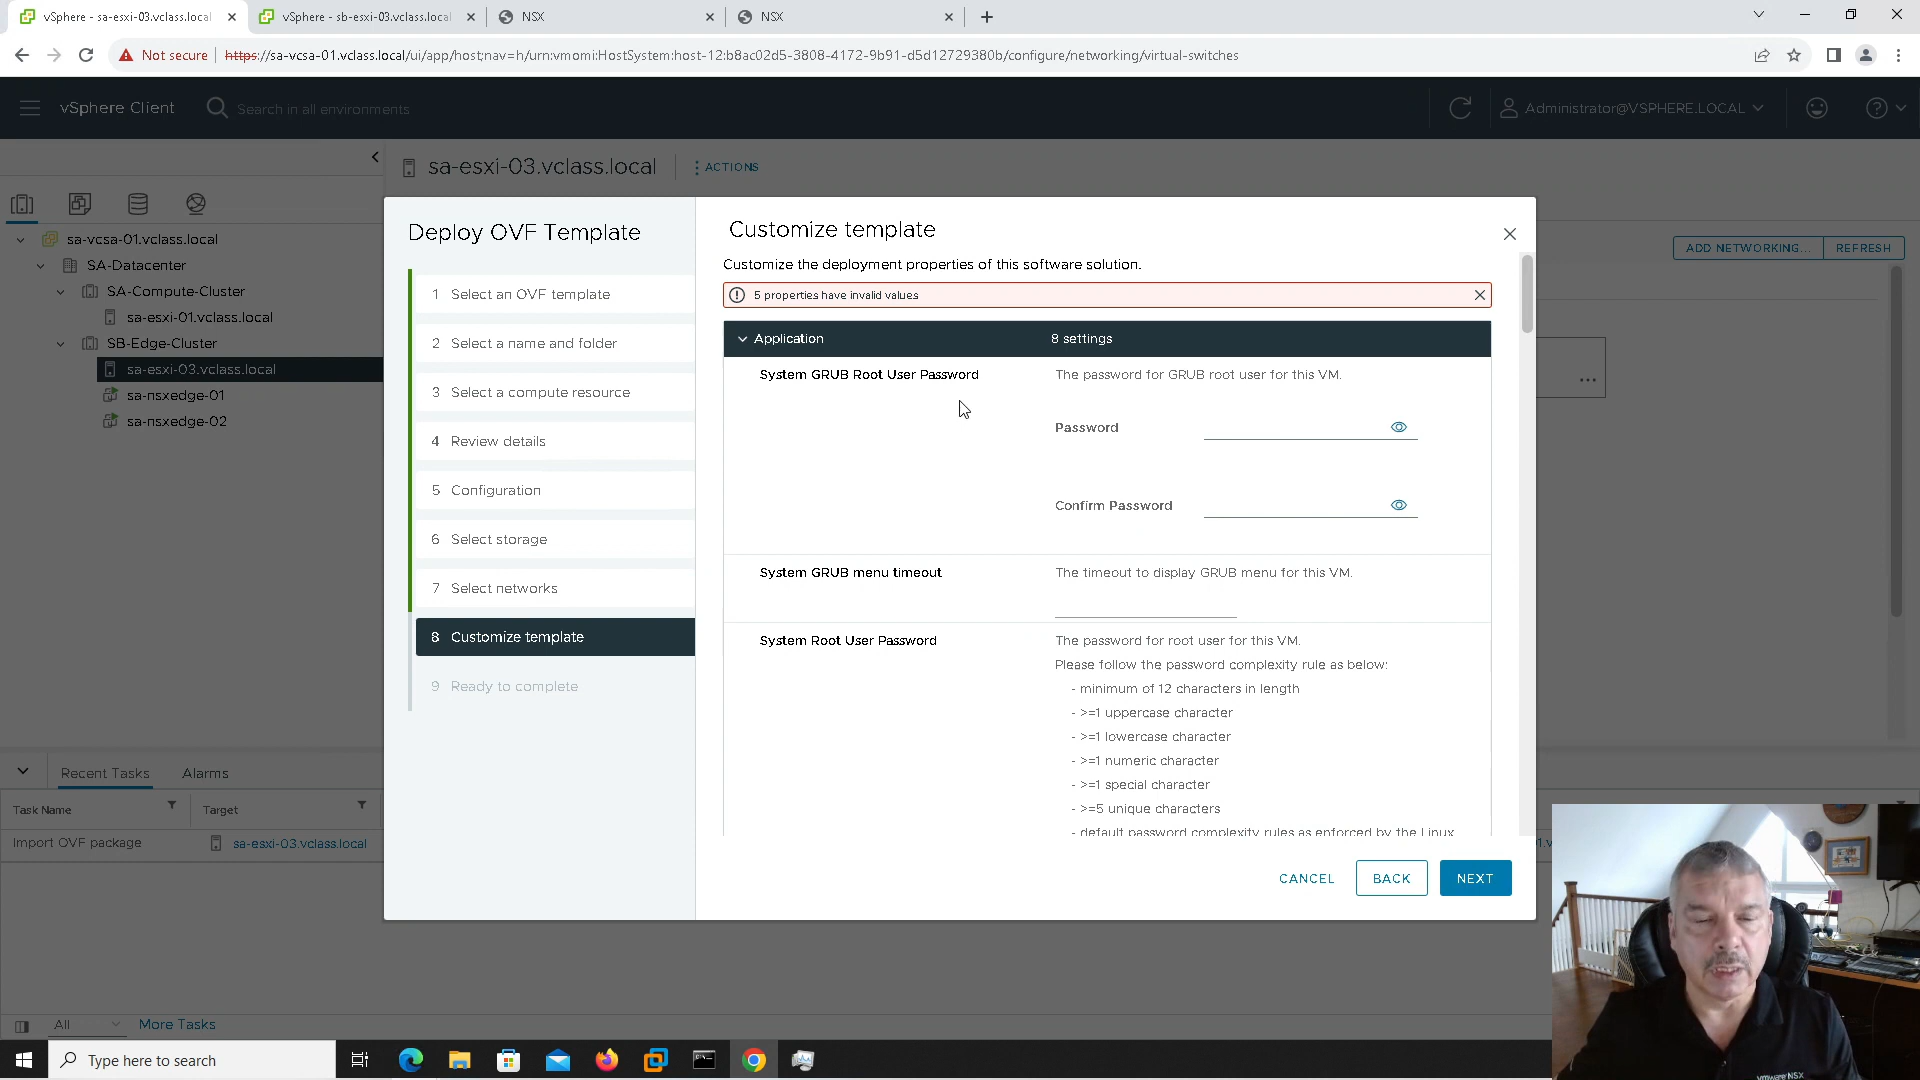 vSphere - sa-esxi-03.vclass.local
vSphere - sb-esxi-03.vclass.local
NSX
NSX
Not secure
https://sa-vcsa-01.vclass.local/ui/app/host;nav=h/urn:vmomi:HostSystem:host-12:b8ac02d5-3808-4172-9b91-d5d12729380b/configure/networking/virtual-switches
vSphere Client
Search in all environments
Administrator@VSPHERE.LOCAL
sa-esxi-03.vclass.local
ACTIONS
sa-vcsa-01.vclass.local
SA-Datacenter
SA-Compute-Cluster
sa-esxi-01.vclass.local
SB-Edge-Cluster
sa-esxi-03.vclass.local
sa-nsxedge-01
sa-nsxedge-02
ADD NETWORKING...
REFRESH
Deploy OVF Template
1 Select an OVF template
2 Select a name and folder
3 Select a compute resource
4 Review details
5 Configuration
6 Select storage
7 Select networks
8 Customize template
9 Ready to complete
Customize template
Customize the deployment properties of this software solution.
5 properties have invalid values
Application
8 settings
System GRUB Root User Password
The password for GRUB root user for this VM.
Password
Confirm Password
System GRUB menu timeout
The timeout to display GRUB menu for this VM.
System Root User Password
The password for root user for this VM.
Please follow the password complexity rule as below:
- minimum of 12 characters in length
- >=1 uppercase character
- >=1 lowercase character
- >=1 numeric character
- >=1 special character
- >=5 unique characters
- default password complexity rules as enforced by the Linux
CANCEL
BACK
NEXT
Recent Tasks
Alarms
Task Name
Target
Import OVF package
sa-esxi-03.vclass.local
All
More Tasks
Type here to search
vmware NSX